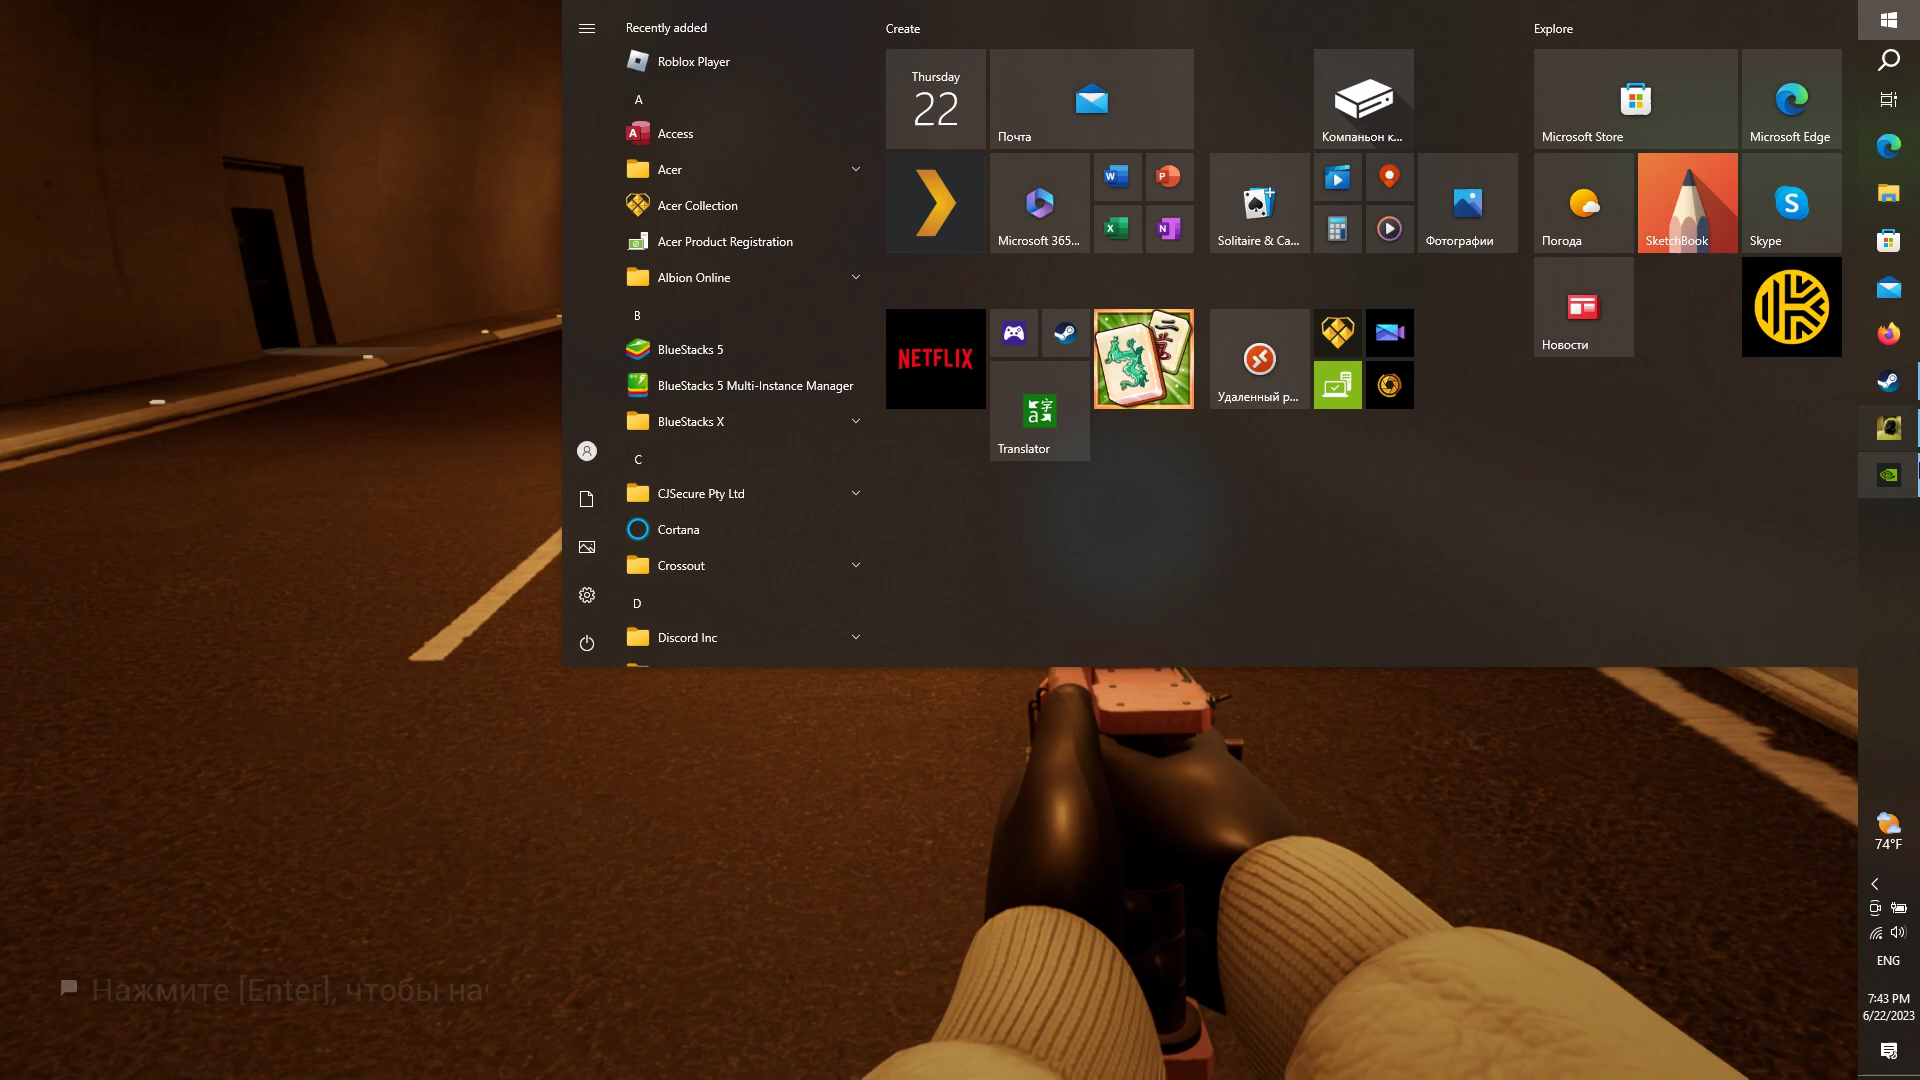 Recently added
Roblox Player
A
Access
Acer
Acer Collection
Acer Product Registration
Albion Online
B
BlueStacks 5
BlueStacks 5 Multi-Instance Manager
BlueStacks X
C
CJSecure Pty Ltd
Cortana
Crossout
D
Discord Inc
Create
Thursday
22
Почта
Компаньон к...
Microsoft 365...
Solitaire & Ca...
Фотографии
NETFLIX
Translator
Удаленный р...
Explore
Microsoft Store
Microsoft Edge
Погода
SketchBook
Skype
Новости
74°F
ENG
7:43 PM
6/22/2023
Нажмите [Enter], чтобы на